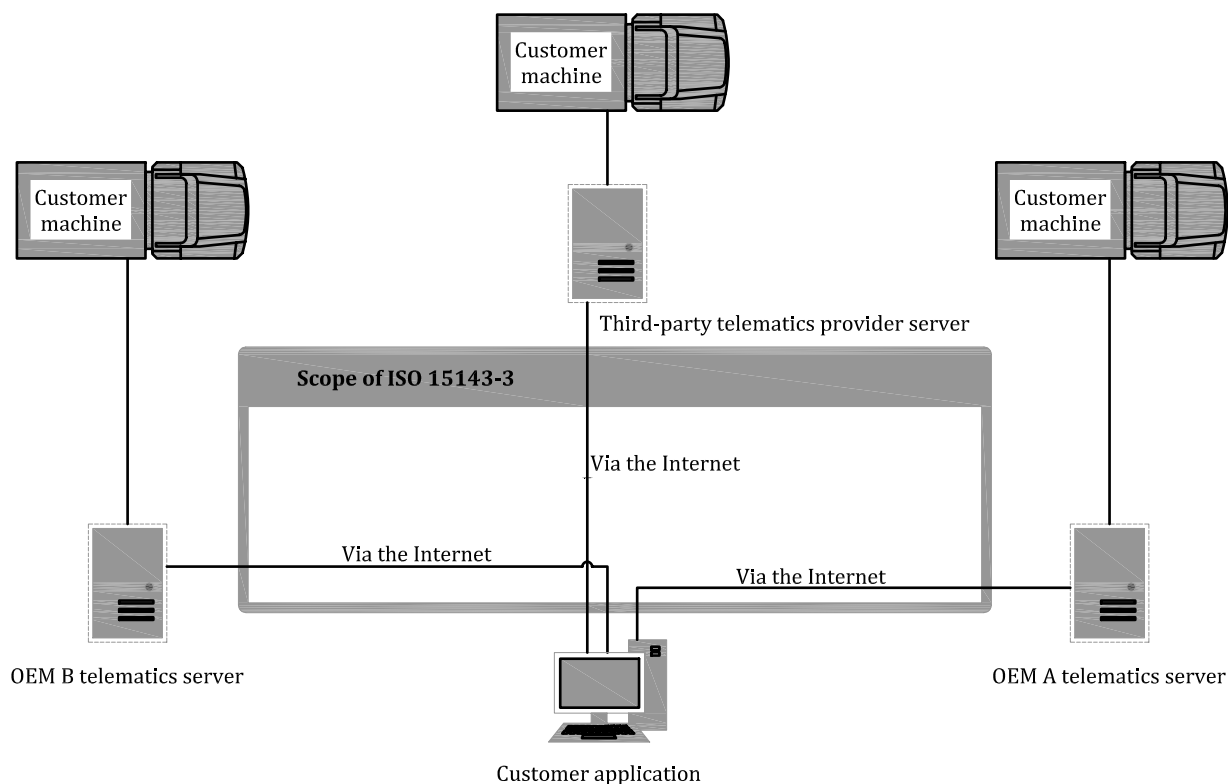 Customer
machine
Customer
machine
Customer
machine
Third-party telematics provider server
Scope of ISO 15143-3
Via the Internet
Via the Internet
Via the Internet
OEM B telematics server
OEM A telematics server
Customer application